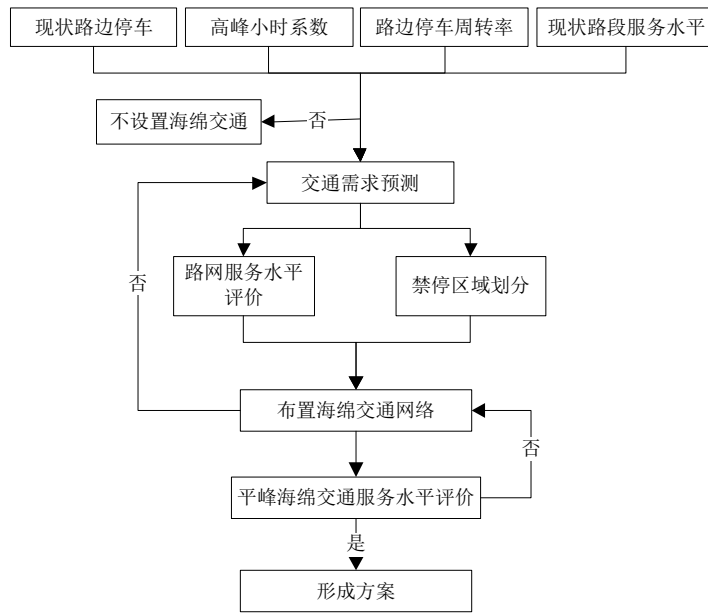 现状路边停车
高峰小时系数
路边停车周转率
现状路段服务水平
不设置海绵交通
否
交通需求预测
路网服务水平
评价
禁停区域划分
否
布置海绵交通网络
否
平峰海绵交通服务水平评价
是
形成方案